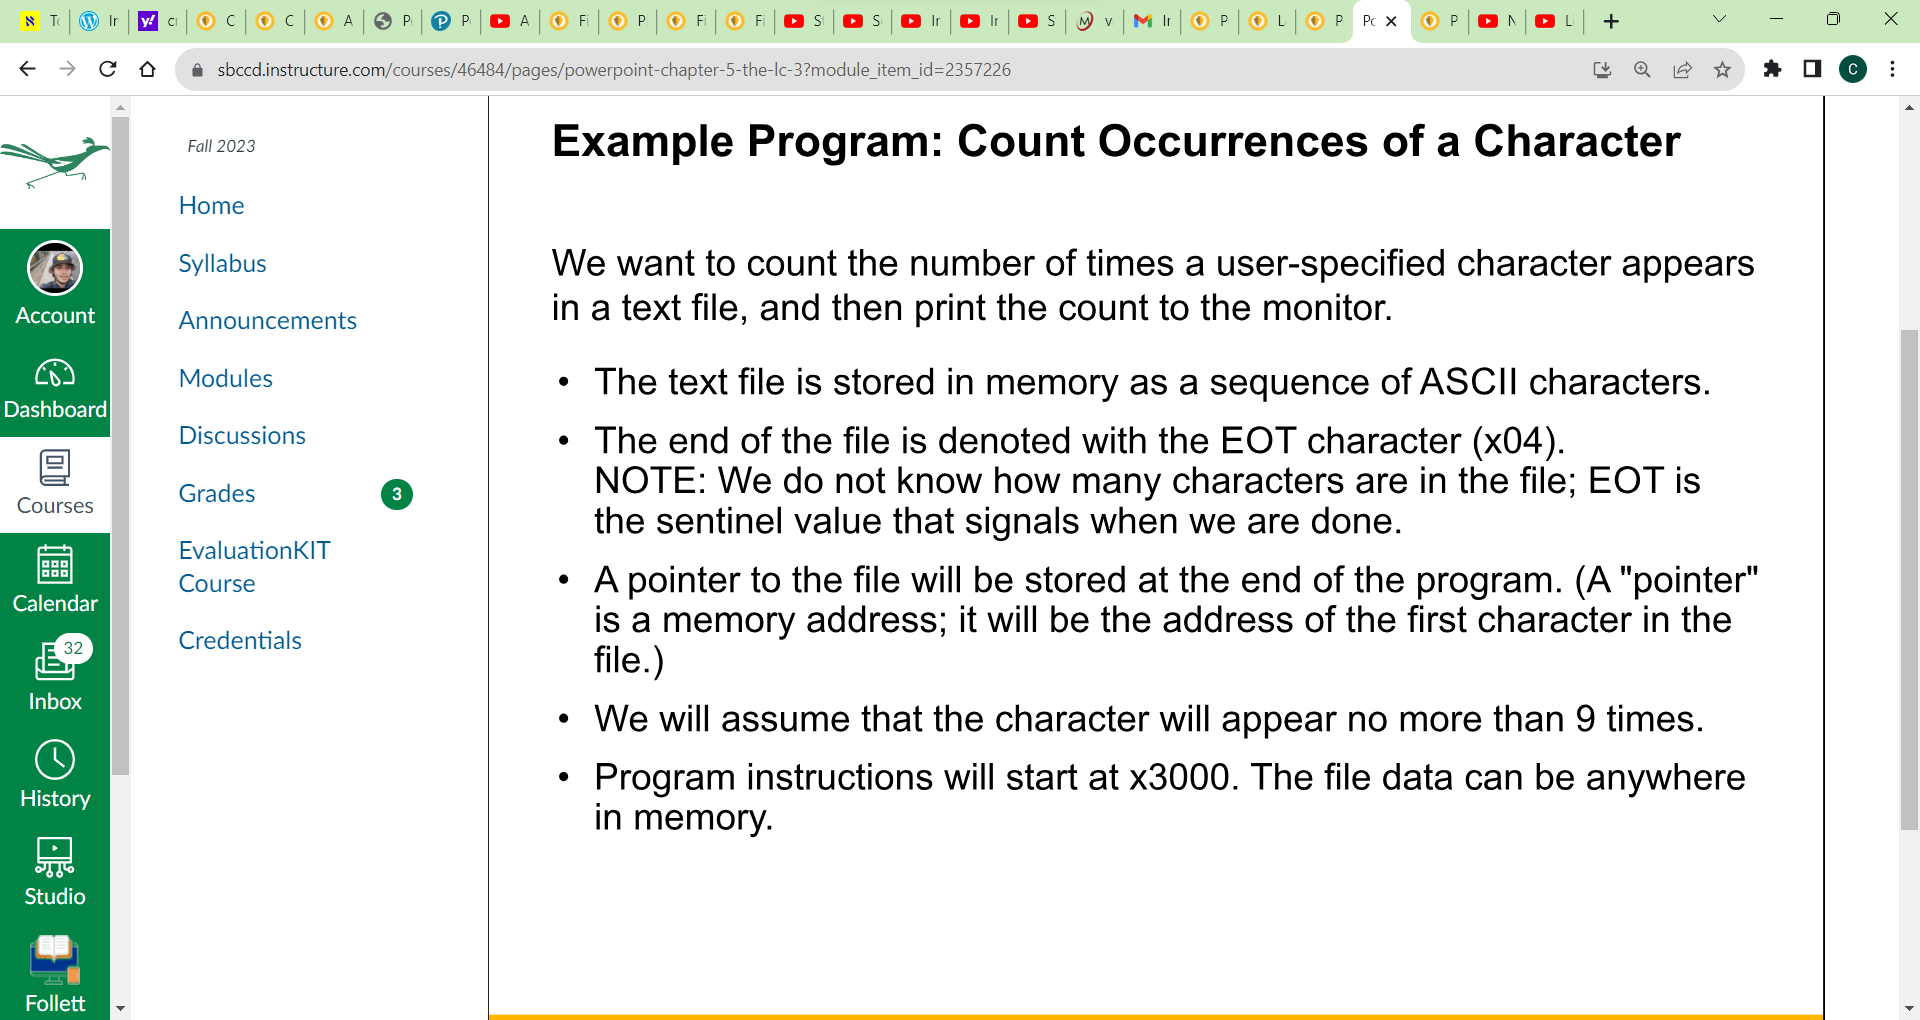 sbccd.instructure.com/courses/46484/pages/powerpoint-chapter-5-the-lc-3?module_item_id=2357226
C
Fall 2023
Home
Syllabus
Announcements
Modules
Discussions
Grades
3
EvaluationKIT
Course
Credentials
Account
Dashboard
Courses
Calendar
32
Inbox
History
Studio
Follett
Example Program: Count Occurrences of a Character
We want to count the number of times a user-specified character appears
in a text file, and then print the count to the monitor.
• The text file is stored in memory as a sequence of ASCII characters.
• The end of the file is denoted with the EOT character (x04).
NOTE: We do not know how many characters are in the file; EOT is
the sentinel value that signals when we are done.
• A pointer to the file will be stored at the end of the program. (A "pointer"
is a memory address; it will be the address of the first character in the
file.)
• We will assume that the character will appear no more than 9 times.
• Program instructions will start at x3000. The file data can be anywhere
in memory.